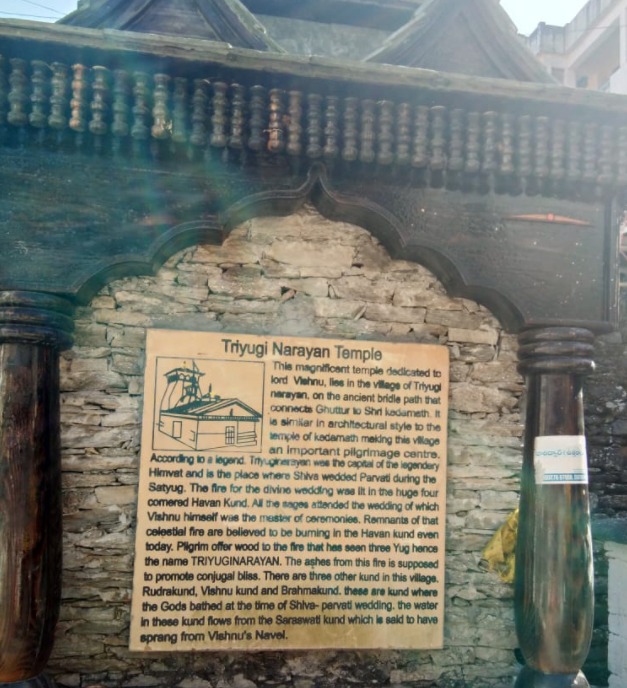 Triyugi Narayan Temple
This magnificent temple dedicated to
lord Vishnu, lies in the village of Triyugi
narayan, on the ancient bridle path that
connects Ghuttur to Shri kedarnath. It
is similar in architectural style to the
temple of kedarnath making this village
an important pilgrimage centre.
According to a legend. Triyuginarayan was the capital of the legendary
Himvat and is the place where Shiva wedded Parvati during the
Satyug. The fire for the divine wedding was lit in the huge four
cornered Havan Kund. All the sages attended the wedding of which
Vishnu himself was the master of ceremonies. Remnants of that
celestial fire are believed to be burning in the Havan kund even
today. Pilgrim offer wood to the fire that has seen three Yug hence
the name TRIYUGINARAYAN. The ashes from this fire is supposed
to promote conjugal bliss. There are three other kund in this village.
Rudrakund, Vishnu kund and Brahmakund. these are kund where
the Gods bathed at the time of Shiva- parvati wedding. the water
in these kund flows from the Saraswati kund which is said to have
sprang from Vishnu's Navel.